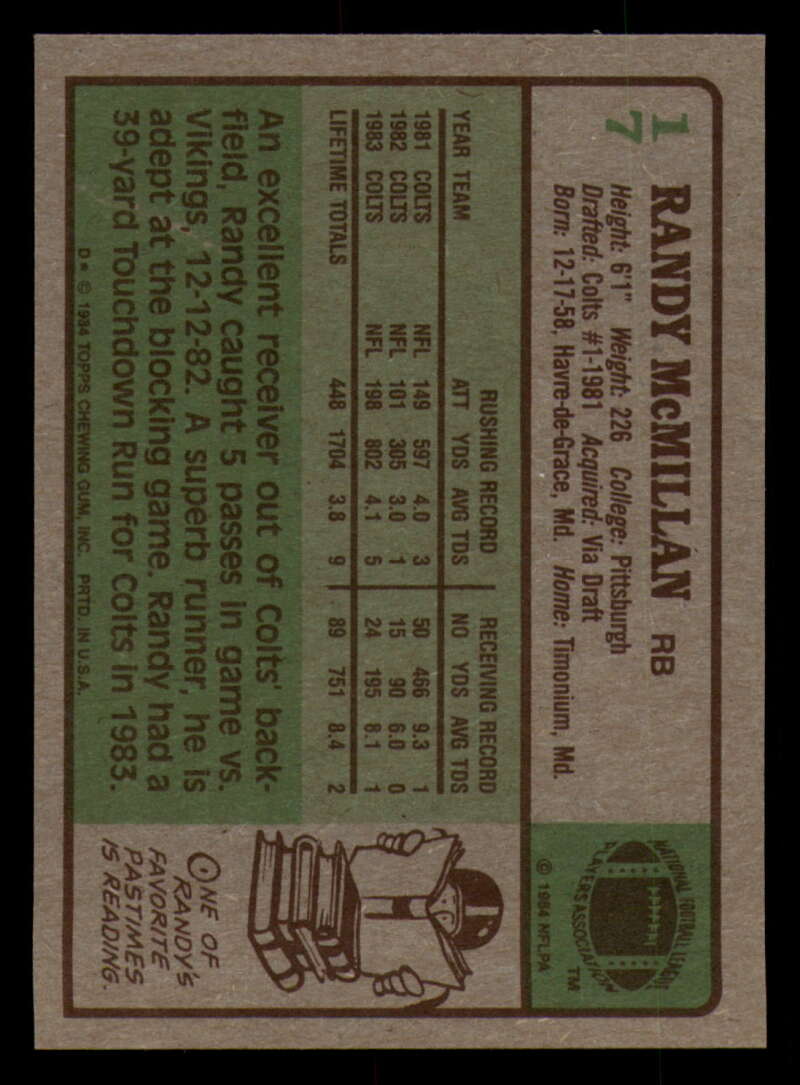 17
RANDY McMILLAN RB
Height: 6'1" Weight: 226 College: Pittsburgh
Drafted: Colts #1-1981 Acquired: Via Draft
Born: 12-17-58, Havre-de-Grace, Md. Home: Timonium, Md.
NATIONAL FOOTBALL LEAGUE
PLAYERS ASSOCIATION
TM
© 1984 NFLPA
RUSHING RECORD RECEIVING RECORD
YEAR TEAM ATT YDS AVG TDS NO YDS AVG TDS
1981 COLTS NFL 149 597 4.0 3 50 466 9.3 1
1982 COLTS NFL 101 305 3.0 1 15 90 6.0 0
1983 COLTS NFL 198 802 4.1 5 24 195 8.1 1
LIFETIME TOTALS 448 1704 3.8 9 89 751 8.4 2
An excellent receiver out of Colts' back-
field, Randy caught 5 passes in game vs.
Vikings, 12-12-82. A superb runner, he is
adept at the blocking game. Randy had a
39-yard Touchdown Run for Colts in 1983.
D* © 1984 TOPPS CHEWING GUM, INC. PRTD. IN U.S.A.
ONE OF
RANDY'S
FAVORITE
PASTIMES
IS READING.